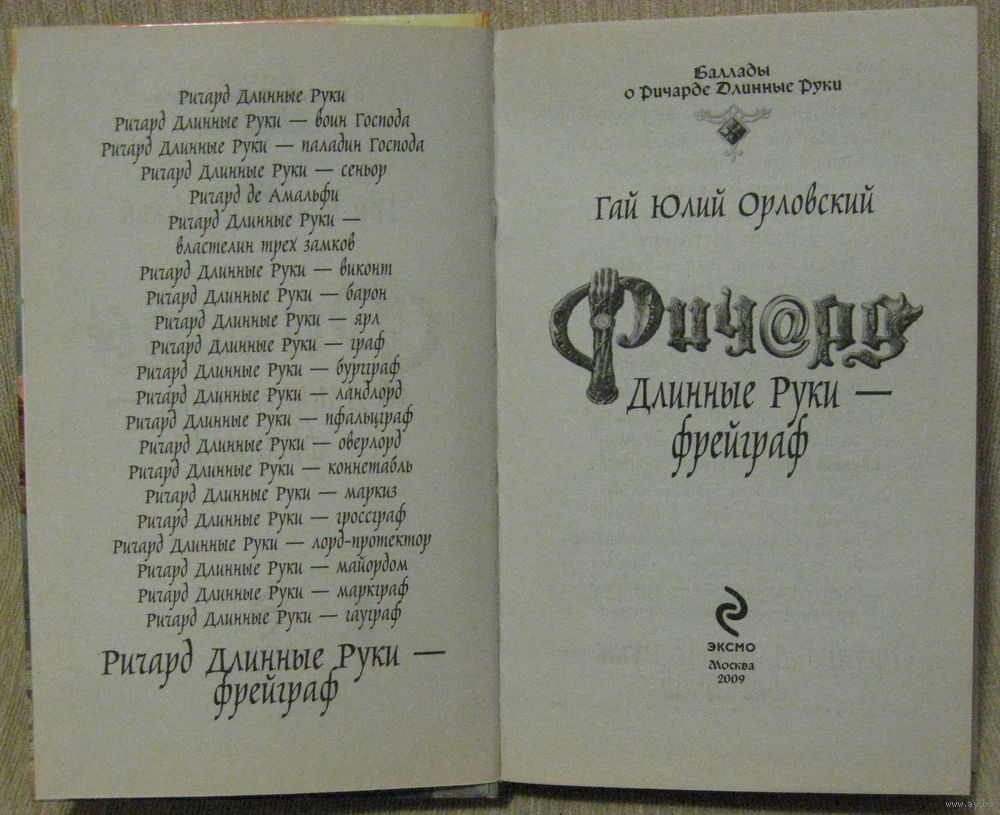 Ричард Длинные Руки
Ричард Длинные Руки — воин Господа
Ричард Длинные Руки — паладин Господа
Ричард Длинные Руки — сеньор
Ричард де Амальфи
Ричард Длинные Руки —
властелин трех замков
Ричард Длинные Руки — виконт
Ричард Длинные Руки — барон
Ричард Длинные Руки — ярл
Ричард Длинные Руки — граф
Ричард Длинные Руки — бургграф
Ричард Длинные Руки — ландлорд
Ричард Длинные Руки — пфальцграф
Ричард Длинные Руки — оверлорд
Ричард Длинные Руки — коннетабль
Ричард Длинные Руки — маркиз
Ричард Длинные Руки — гроссграф
Ричард Длинные Руки — лорд-протектор
Ричард Длинные Руки — майордом
Ричард Длинные Руки — маркграф
Ричард Длинные Руки — гауграф
Ричард Длинные Руки —
фрейграф
Баллады
о Ричарде Длинные Руки
Гай Юлий Орловский
Рич@рд
Длинные Руки —
фрейграф
ЭКСМО
Москва
2009
www.ay.by